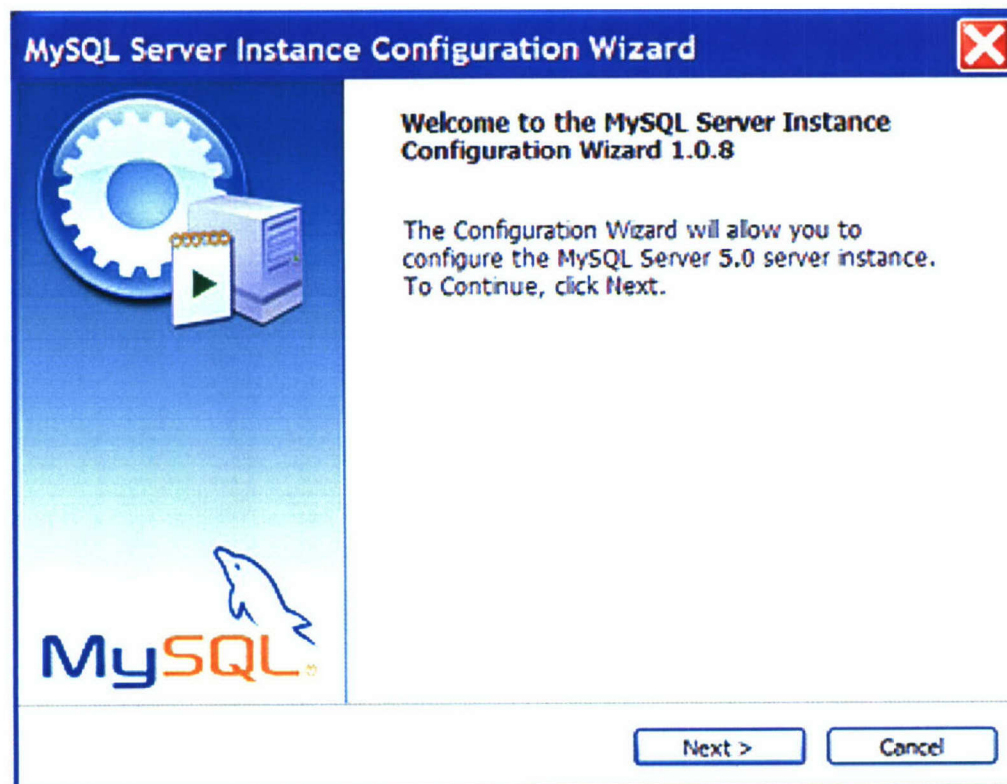 MySQL Server Instance Configuration Wizard
Welcome to the MySQL Server Instance
Configuration Wizard 1.0.8
The Configuration Wizard will allow you to
configure the MySQL Server 5.0 server instance.
To Continue, click Next.
MySQL
Next >
Cancel